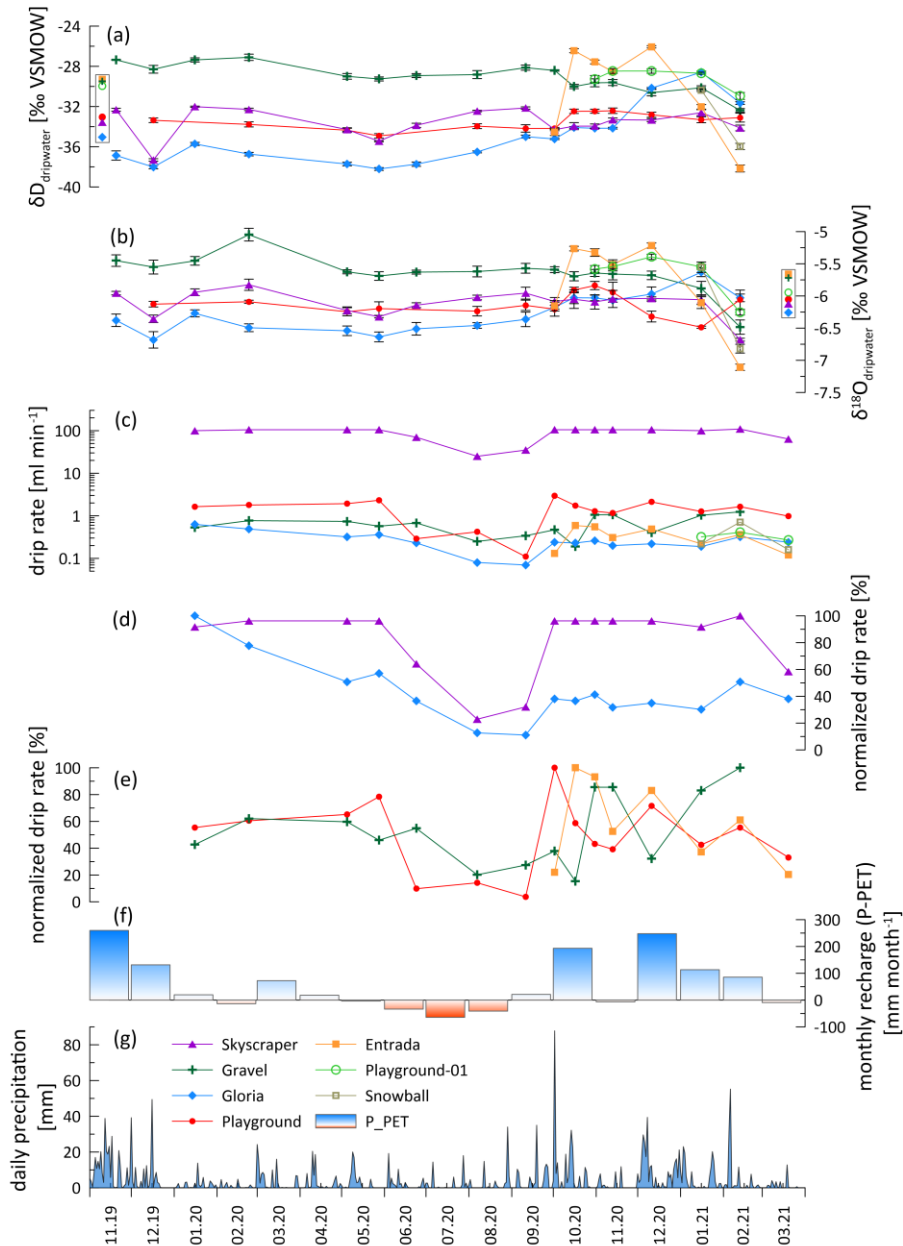 (a)
δD dripwater [‰ VSMOW]
-24
-28
-32
-36
-40
(b)
δ¹⁸O dripwater [‰ VSMOW]
-5
-5.5
-6
-6.5
-7
-7.5
(c)
drip rate [ml min⁻¹]
100
10
1
0.1
(d)
normalized drip rate [%]
100
80
60
40
20
0
(e)
normalized drip rate [%]
100
80
60
40
20
0
(f)
monthly recharge (P-PET)
[mm month⁻¹]
300
200
100
0
-100
(g)
daily precipitation
[mm]
80
60
40
20
0
Skyscraper
Gravel
Gloria
Playground
Entrada
Playground-01
Snowball
P_PET
11.19
12.19
01.20
02.20
03.20
04.20
05.20
06.20
07.20
08.20
09.20
10.20
11.20
12.20
01.21
02.21
03.21